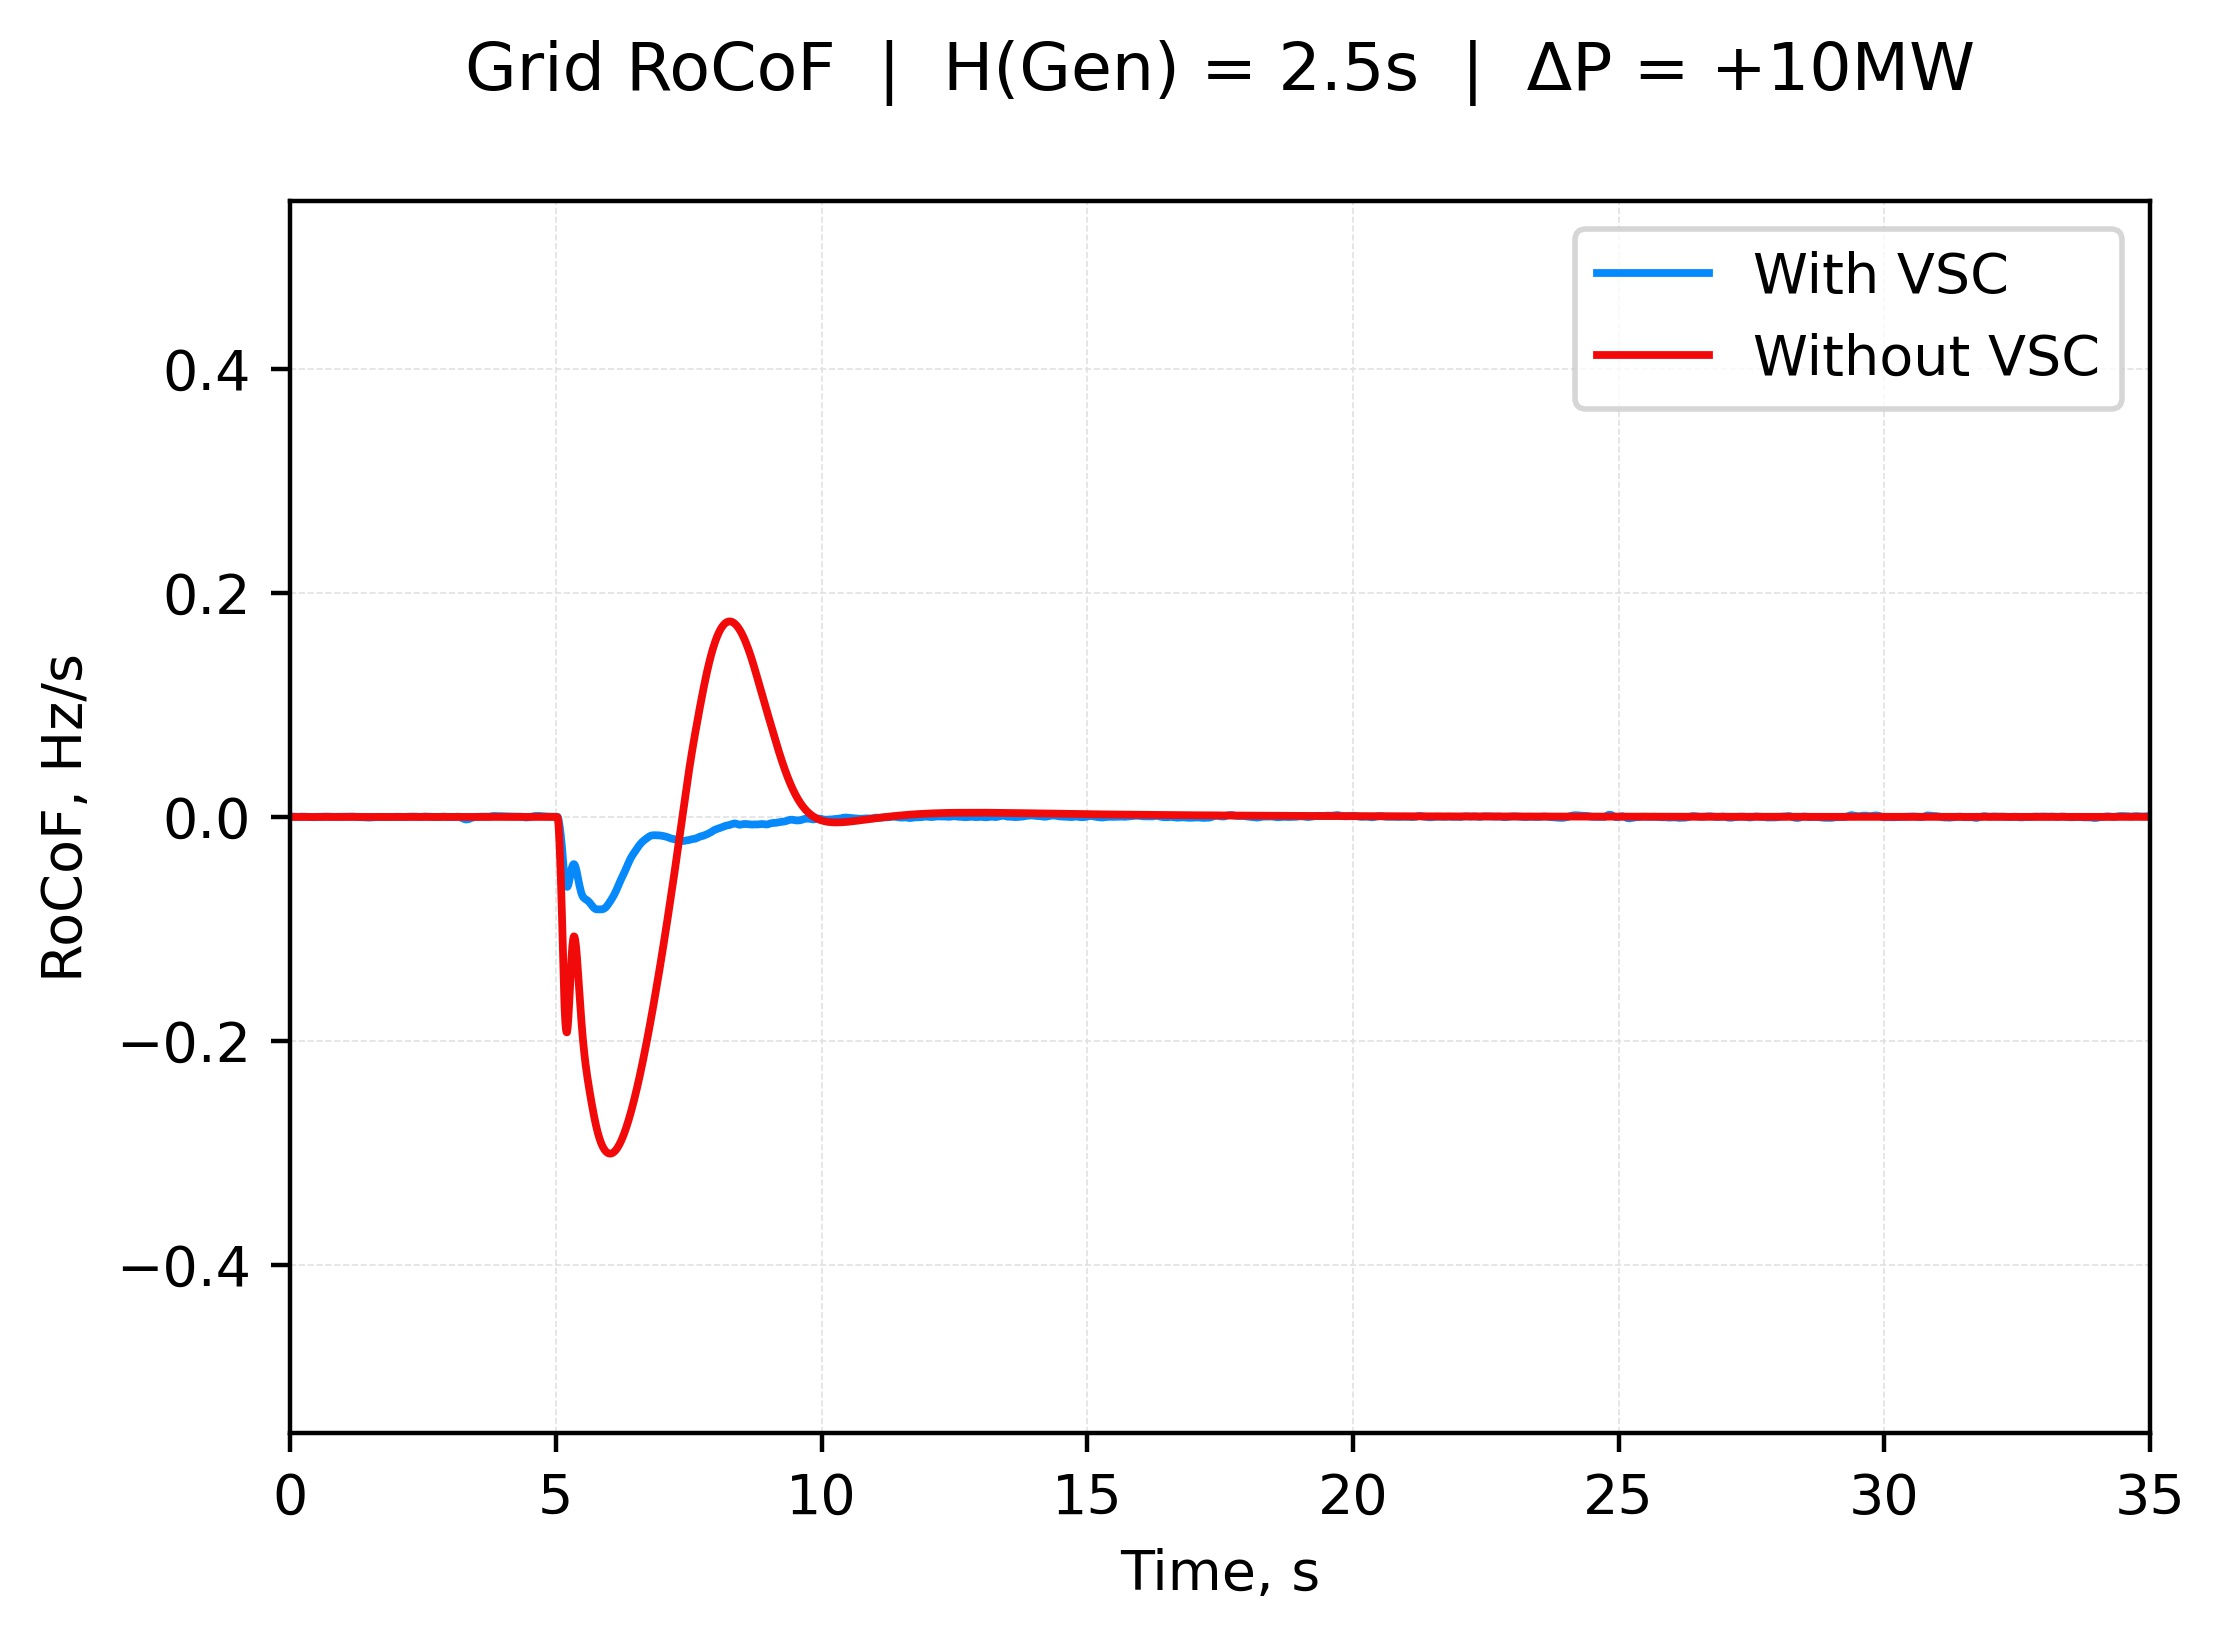 Grid RoCoF | H(Gen) = 2.5s | ΔP = +10MW
With VSC
Without VSC
0.4
0.2
0.0
−0.2
−0.4
RoCoF, Hz/s
0 5 10 15 20 25 30 35
Time, s